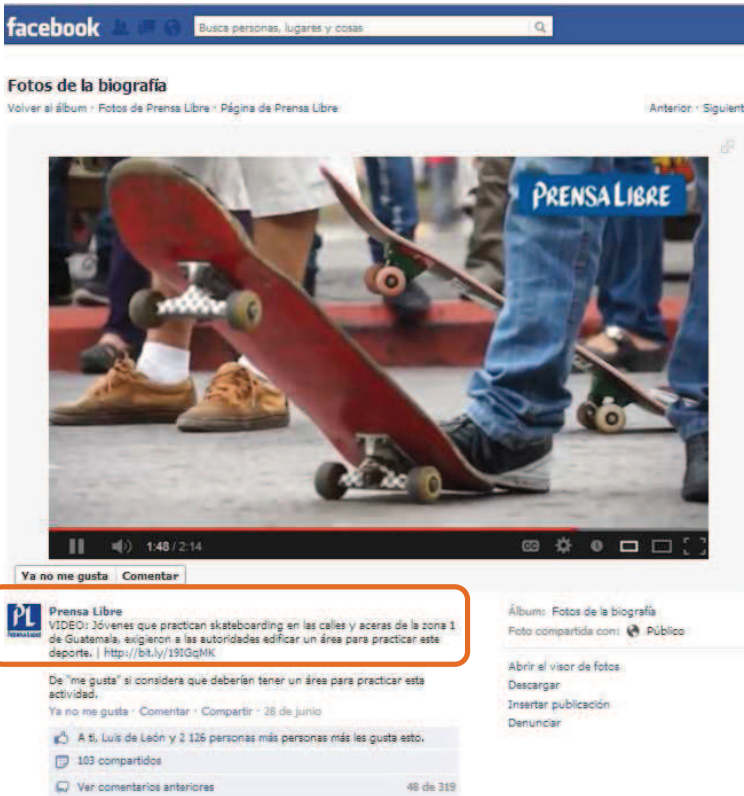 facebook
Busca personas, lugares y cosas
Fotos de la biografía
Volver al álbum · Fotos de Prensa Libre · Página de Prensa Libre
Anterior · Siguient
PRENSA LIBRE
1:48 / 2:14
CC
Ya no me gusta Comentar
PL
PRENSA LIBRE
Prensa Libre
VIDEO: Jóvenes que practican skateboarding en las calles y aceras de la zona 1
de Guatemala, exigieron a las autoridades edificar un área para practicar este
deporte. | http://bit.ly/19IGqMK
De "me gusta" si considera que deberían tener un área para practicar esta
actividad.
Ya no me gusta · Comentar · Compartir · 28 de junio
A ti, Luis de León y 2 126 personas más personas más les gusta esto.
103 compartidos
Ver comentarios anteriores
48 de 319
Álbum: Fotos de la biografía
Foto compartida con: Público
Abrir el visor de fotos
Descargar
Insertar publicación
Denunciar